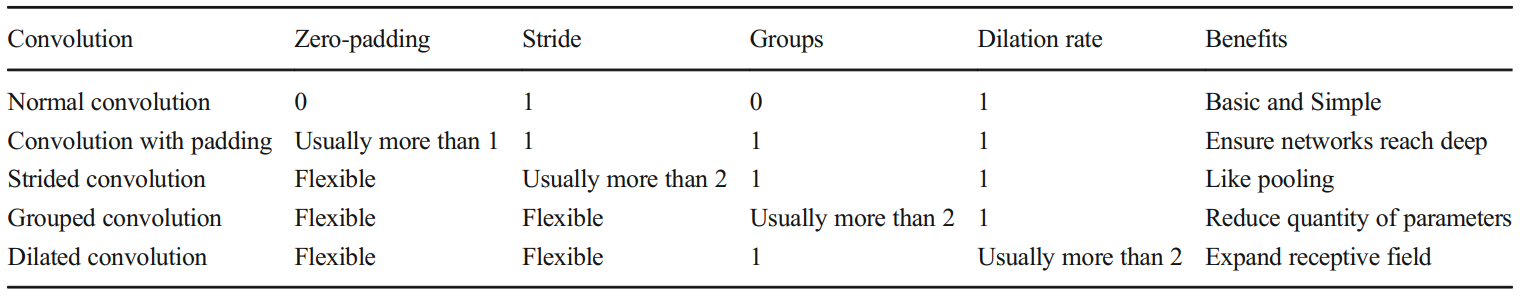 Convolution Zero-padding Stride Groups Dilation rate Benefits
Normal convolution 0 1 0 1 Basic and Simple
Convolution with padding Usually more than 1 1 1 1 Ensure networks reach deep
Strided convolution Flexible Usually more than 2 1 1 Like pooling
Grouped convolution Flexible Flexible Usually more than 2 1 Reduce quantity of parameters
Dilated convolution Flexible Flexible 1 Usually more than 2 Expand receptive field